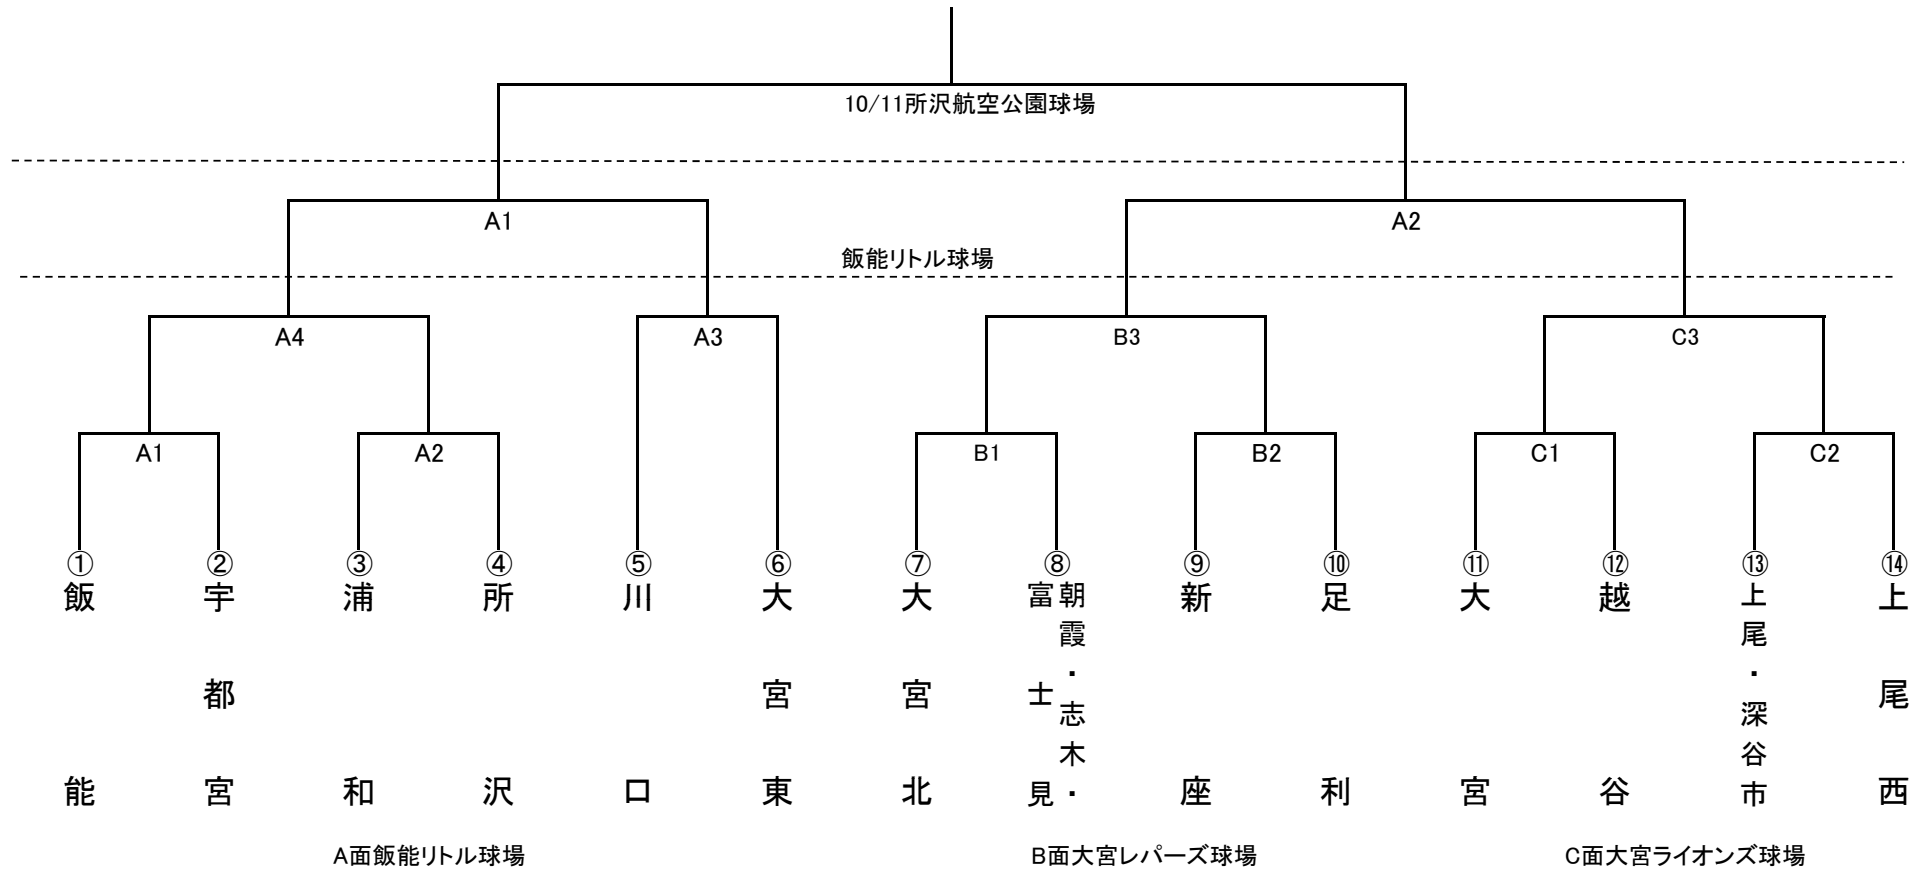 10/11所沢航空公園球場
A1
A2
飯能リトル球場
A4
A3
B3
C3
A1
A2
B1
B2
C1
C2
①
飯能
②
宇都宮
③
浦和
④
所沢
⑤
川口
⑥
大宮東
⑦
大宮北
⑧
朝霞・志木・
富士見
⑨
新座
⑩
足利
⑪
大宮
⑫
越谷
⑬
上尾・深谷市
⑭
上尾西
A面飯能リトル球場
B面大宮レパーズ球場
C面大宮ライオンズ球場